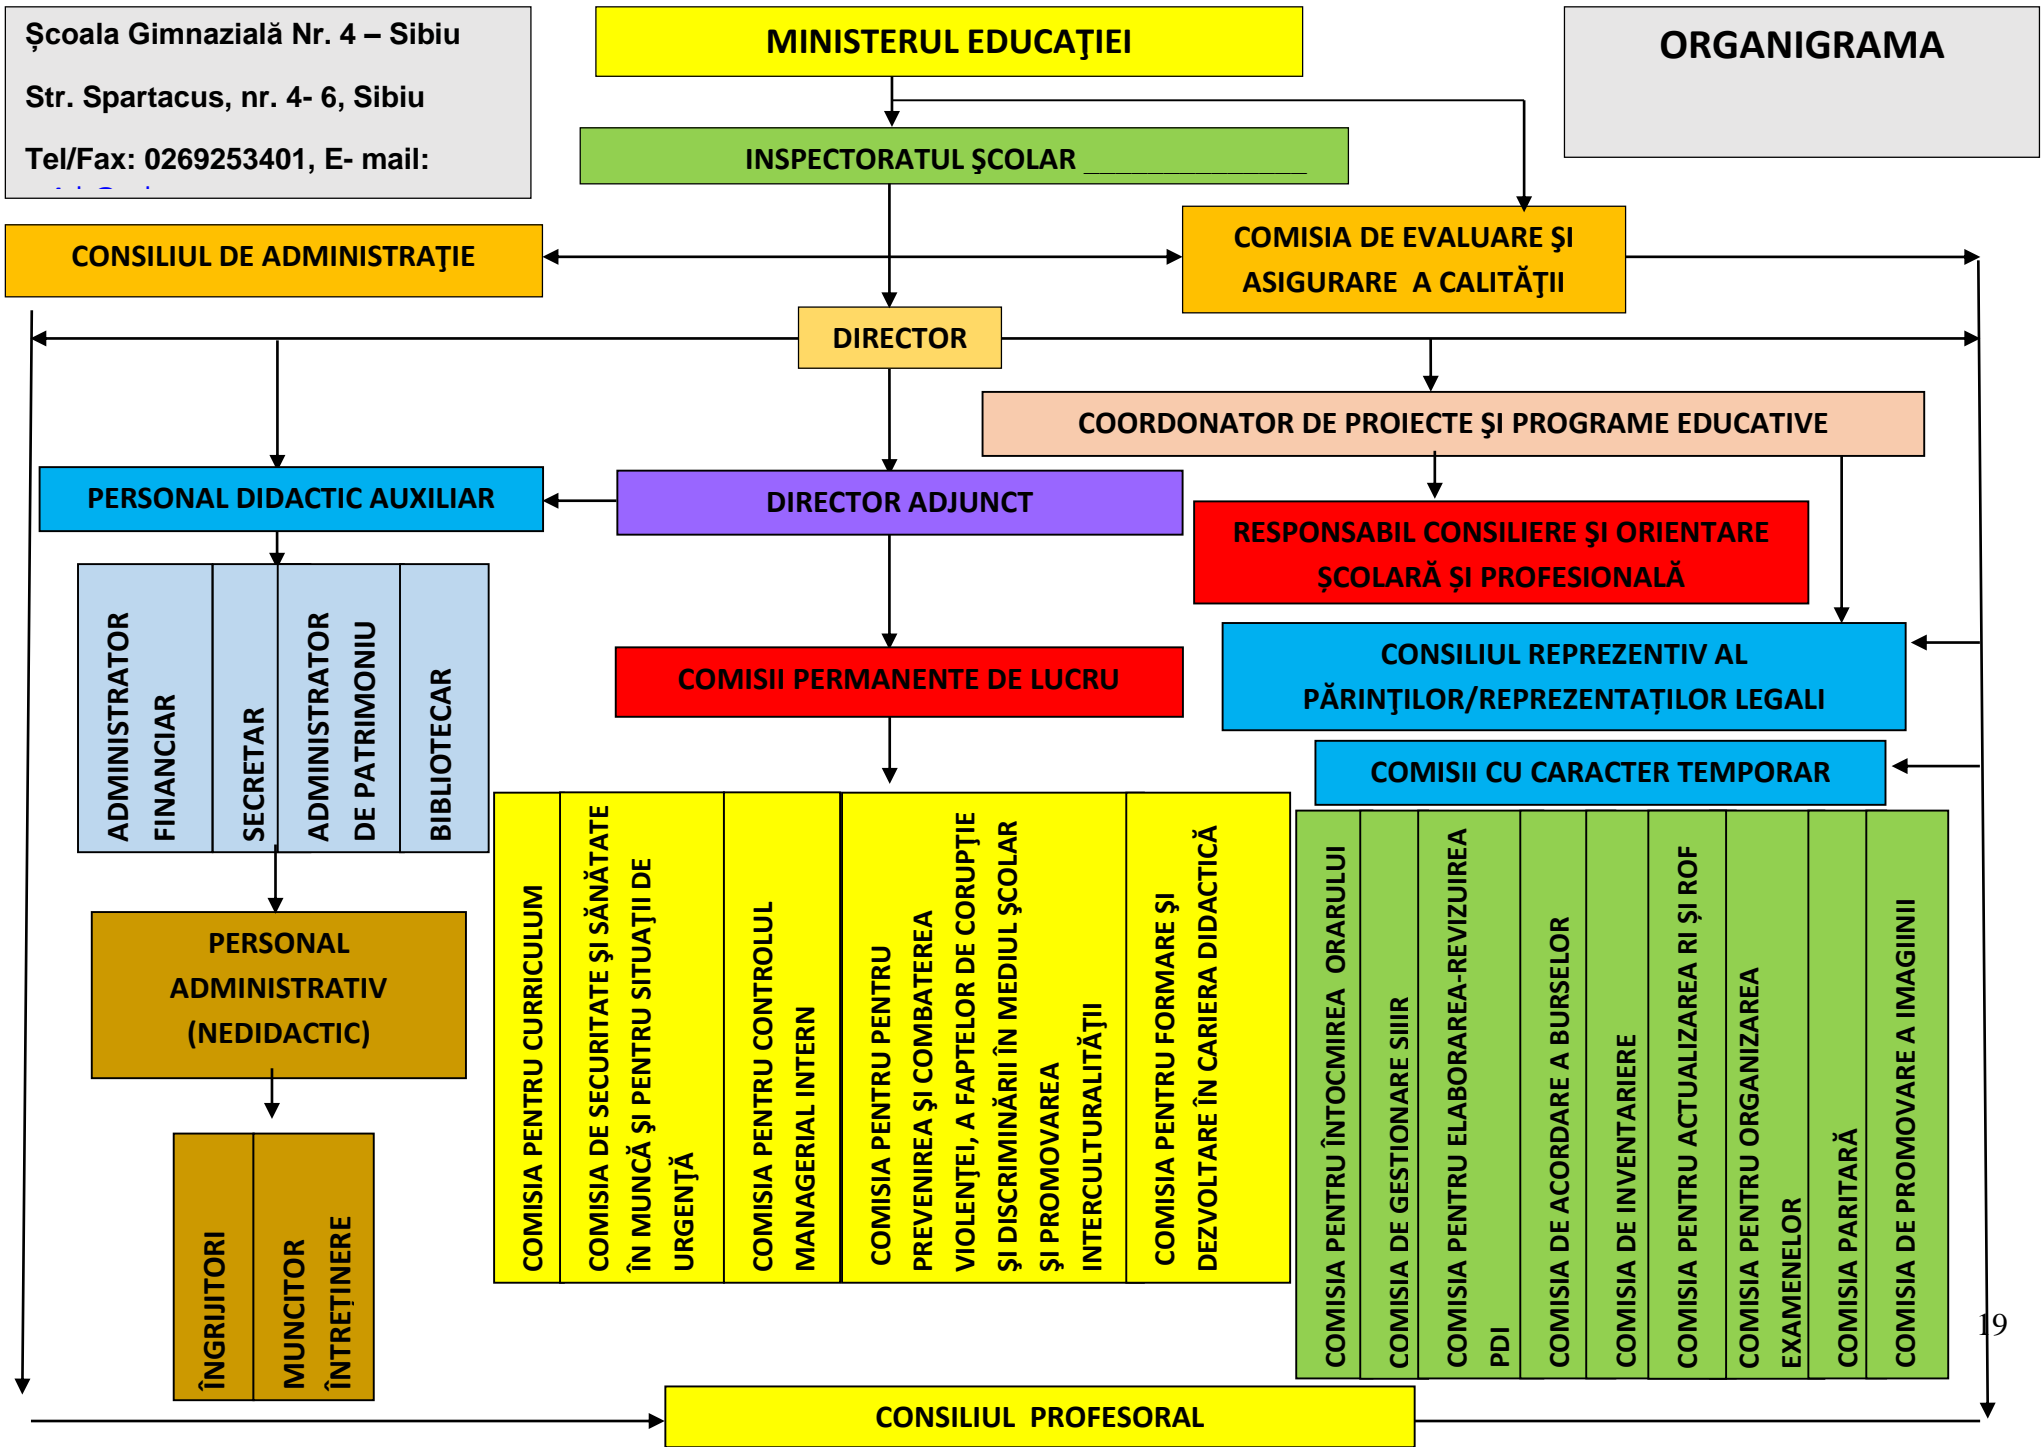 Școala Gimnazială Nr. 4 – Sibiu
Str. Spartacus, nr. 4- 6, Sibiu
Tel/Fax: 0269253401, E- mail:
MINISTERUL EDUCAŢIEI
ORGANIGRAMA
INSPECTORATUL ŞCOLAR ______________
CONSILIUL DE ADMINISTRAŢIE
COMISIA DE EVALUARE ŞI
ASIGURARE A CALITĂŢII
DIRECTOR
COORDONATOR DE PROIECTE ŞI PROGRAME EDUCATIVE
PERSONAL DIDACTIC AUXILIAR
DIRECTOR ADJUNCT
RESPONSABIL CONSILIERE ŞI ORIENTARE
ȘCOLARĂ ȘI PROFESIONALĂ
ADMINISTRATOR
FINANCIAR
SECRETAR
ADMINISTRATOR
DE PATRIMONIU
BIBLIOTECAR
COMISII PERMANENTE DE LUCRU
CONSILIUL REPREZENTIV AL
PĂRINŢILOR/REPREZENTAȚILOR LEGALI
COMISII CU CARACTER TEMPORAR
PERSONAL
ADMINISTRATIV
(NEDIDACTIC)
ÎNGRIJITORI
MUNCITOR
ÎNTREȚINERE
COMISIA PENTRU CURRICULUM
COMISIA DE SECURITATE ŞI SĂNĂTATE
ÎN MUNCĂ ŞI PENTRU SITUAŢII DE
URGENŢĂ
COMISIA PENTRU CONTROLUL
MANAGERIAL INTERN
COMISIA PENTRU PENTRU
PREVENIREA ŞI COMBATEREA
VIOLENŢEI, A FAPTELOR DE CORUPŢIE
ŞI DISCRIMINĂRII ÎN MEDIUL ŞCOLAR
ŞI PROMOVAREA
INTERCULTURALITĂŢII
COMISIA PENTRU FORMARE ŞI
DEZVOLTARE ÎN CARIERA DIDACTICĂ
COMISIA PENTRU ÎNTOCMIREA ORARULUI
COMISIA DE GESTIONARE SIIIR
COMISIA PENTRU ELABORAREA-REVIZUIREA
PDI
COMISIA DE ACORDARE A BURSELOR
COMISIA DE INVENTARIERE
COMISIA PENTRU ACTUALIZAREA RI ȘI ROF
COMISIA PENTRU ORGANIZAREA
EXAMENELOR
COMISIA PARITARĂ
COMISIA DE PROMOVARE A IMAGIINII
19
CONSILIUL PROFESORAL